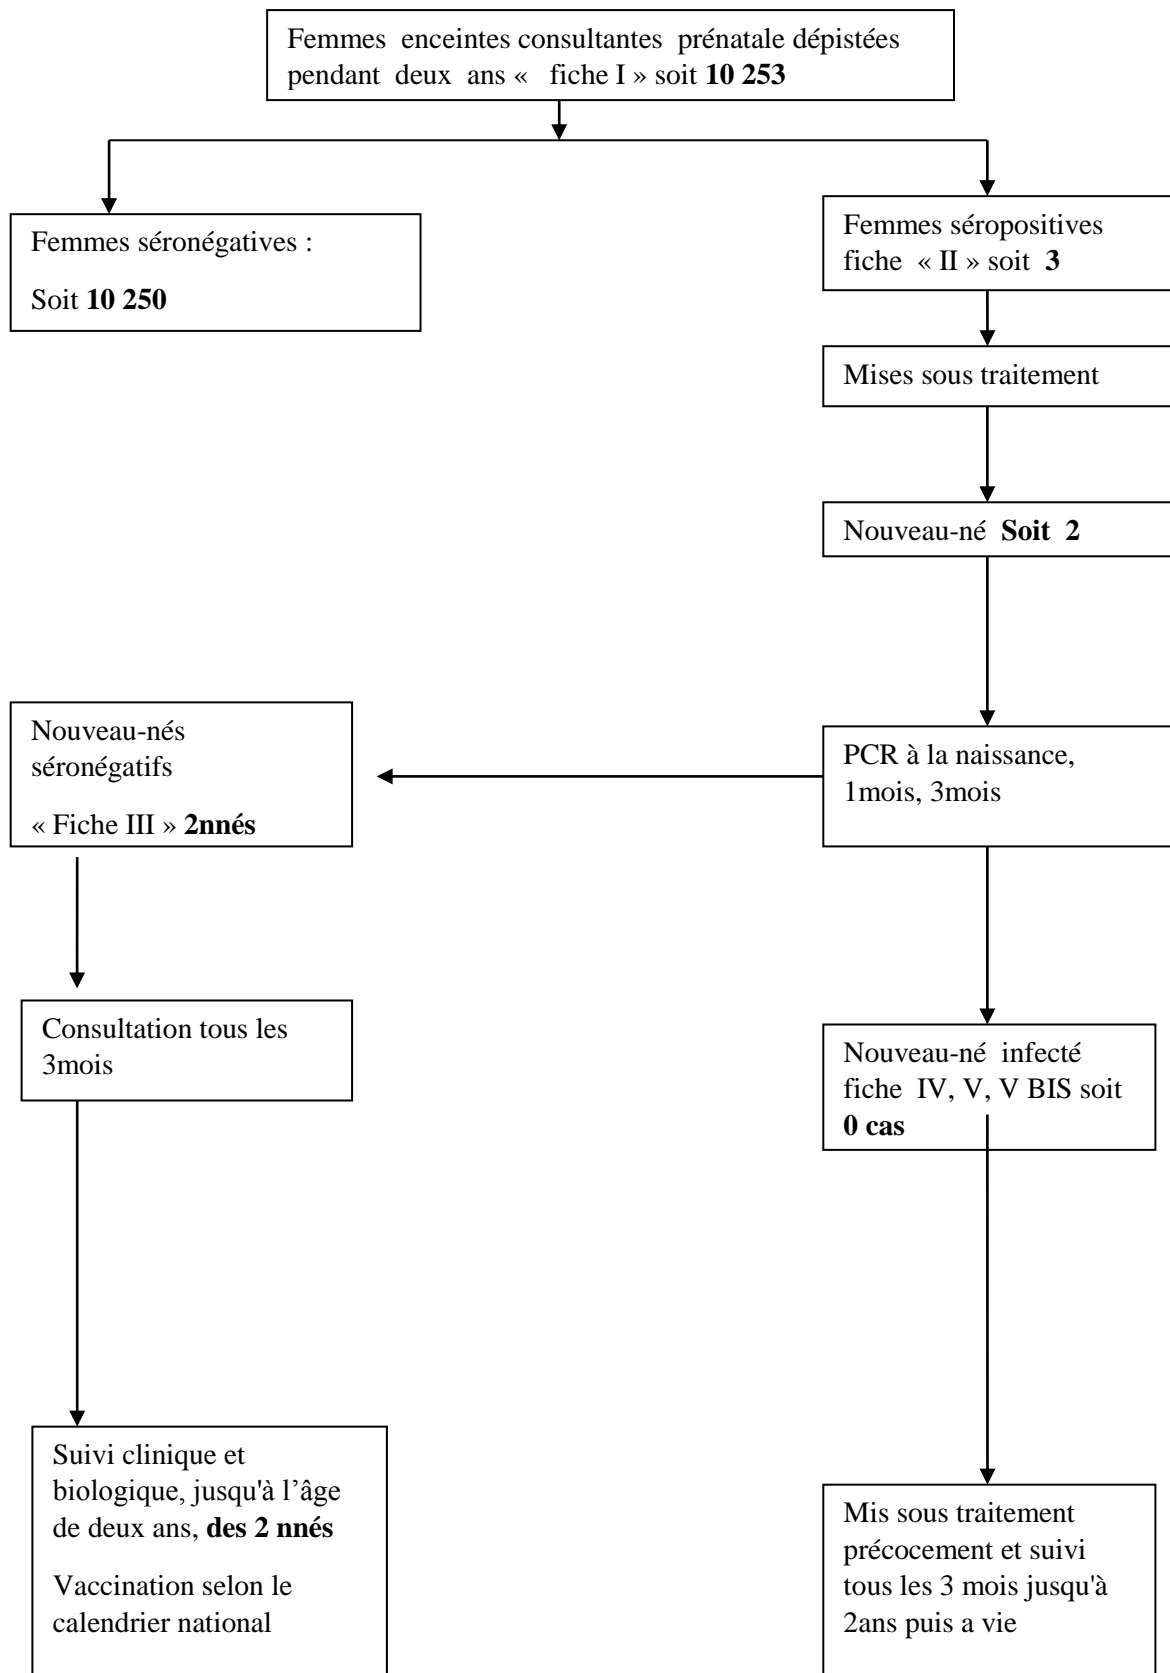 Femmes enceintes consultantes prénatale dépistées
pendant deux ans « fiche I » soit 10 253
Femmes séronégatives :
Soit 10 250
Femmes séropositives
fiche « II » soit 3
Mises sous traitement
Nouveau-né Soit 2
Nouveau-nés
séronégatifs
« Fiche III » 2nnés
PCR à la naissance,
1mois, 3mois
Consultation tous les
3mois
Nouveau-né infecté
fiche IV, V, V BIS soit
0 cas
Suivi clinique et
biologique, jusqu'à l’âge
de deux ans, des 2 nnés
Vaccination selon le
calendrier national
Mis sous traitement
précocement et suivi
tous les 3 mois jusqu'à
2ans puis a vie